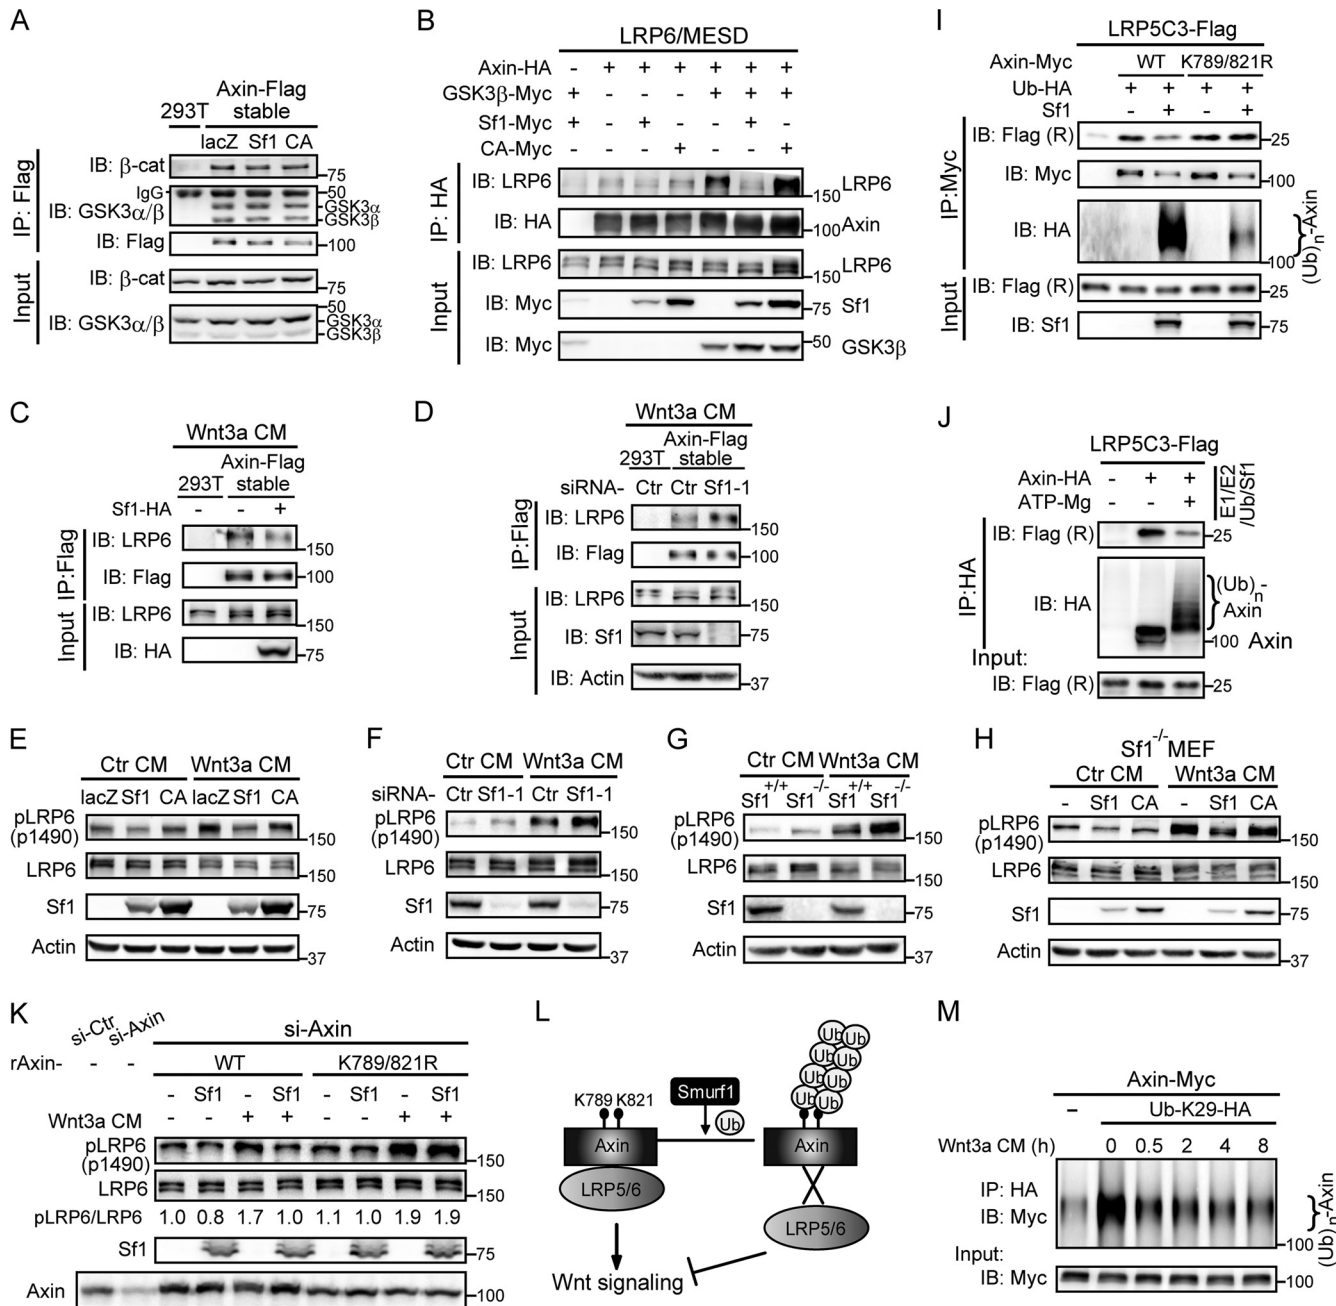 A
Axin-Flag
293T stable
lacZ Sf1 CA
IP: Flag
IB: β-cat
75
IgG
50
IB: GSK3α/β
GSK3α
GSK3β
IB: Flag
100
Input
IB: β-cat
75
50
IB: GSK3α/β
GSK3α
GSK3β
B
LRP6/MESD
Axin-HA - + + + + + +
GSK3β-Myc + - - - + + +
Sf1-Myc + - + - - + -
CA-Myc - - - + - - +
IP: HA
IB: LRP6 150 LRP6
IB: HA 100 Axin
Input
IB: LRP6 150 LRP6
IB: Myc 75 Sf1
IB: Myc 50 GSK3β
I
LRP5C3-Flag
Axin-Myc WT K789/821R
Ub-HA + + + +
Sf1 - + - +
IP:Myc
IB: Flag (R) 25
IB: Myc 100
IB: HA
100
(Ub)n-Axin
Input
IB: Flag (R) 25
IB: Sf1 75
C
Wnt3a CM
Axin-Flag
293T stable
Sf1-HA - - +
IP:Flag
IB: LRP6 150
IB: Flag 100
Input
IB: LRP6 150
IB: HA 75
D
Wnt3a CM
Axin-Flag
293T stable
siRNA- Ctr Ctr Sf1-1
IP:Flag
IB: LRP6 150
IB: Flag 100
Input
IB: LRP6 150
IB: Sf1 75
IB: Actin 37
J
LRP5C3-Flag
Axin-HA - + +
ATP-Mg - - +
E1/E2
/Ub/Sf1
IP:HA
IB: Flag (R) 25
IB: HA
(Ub)n-
Axin
100 Axin
Input:
IB: Flag (R) 25
E
Ctr CM Wnt3a CM
lacZ Sf1 CA lacZ Sf1 CA
pLRP6
(p1490) 150
LRP6 150
Sf1 75
Actin 37
F
Ctr CM Wnt3a CM
siRNA- Ctr Sf1-1 Ctr Sf1-1
pLRP6
(p1490) 150
LRP6 150
Sf1 75
Actin 37
G
Ctr CM Wnt3a CM
Sf1+/+ Sf1-/- Sf1+/+ Sf1-/-
pLRP6
(p1490) 150
LRP6 150
Sf1 75
Actin 37
H
Sf1-/-MEF
Ctr CM Wnt3a CM
- Sf1 CA - Sf1 CA
pLRP6
(p1490) 150
LRP6 150
Sf1 75
Actin 37
K
si-Ctr si-Axin si-Axin
rAxin- - - WT K789/821R
- Sf1 - Sf1 - Sf1 - Sf1
Wnt3a CM - - + + - - + +
pLRP6
(p1490) 150
LRP6 150
pLRP6/LRP6 1.0 0.8 1.7 1.0 1.1 1.0 1.9 1.9
Sf1 75
Axin 100
L
Ub Ub
Ub Ub
Ub Ub
Ub Ub
K789 K821
Smurf1
Ub
Axin
Axin
LRP5/6
LRP5/6
Wnt signaling
M
Axin-Myc
- Ub-K29-HA
Wnt3a CM (h) 0 0.5 2 4 8
IP: HA
IB: Myc
100
(Ub)n-Axin
Input:
IB: Myc 100